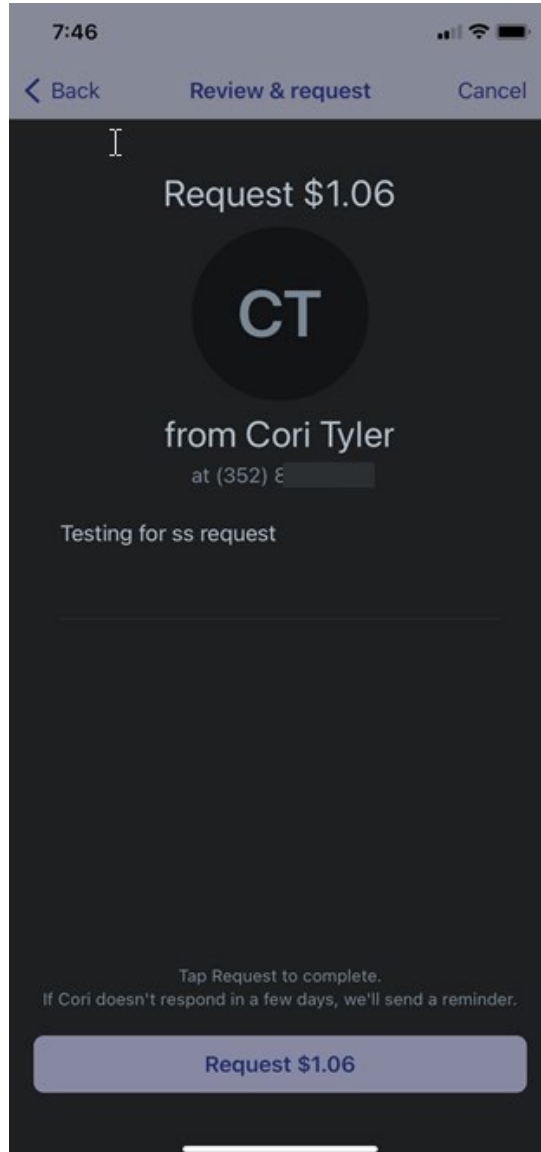 7:46
Back Review & request Cancel
Request $1.06
CT
from Cori Tyler
at (352) 8
Testing for ss request
Tap Request to complete.
If Cori doesn't respond in a few days, we'll send a reminder.
Request $1.06